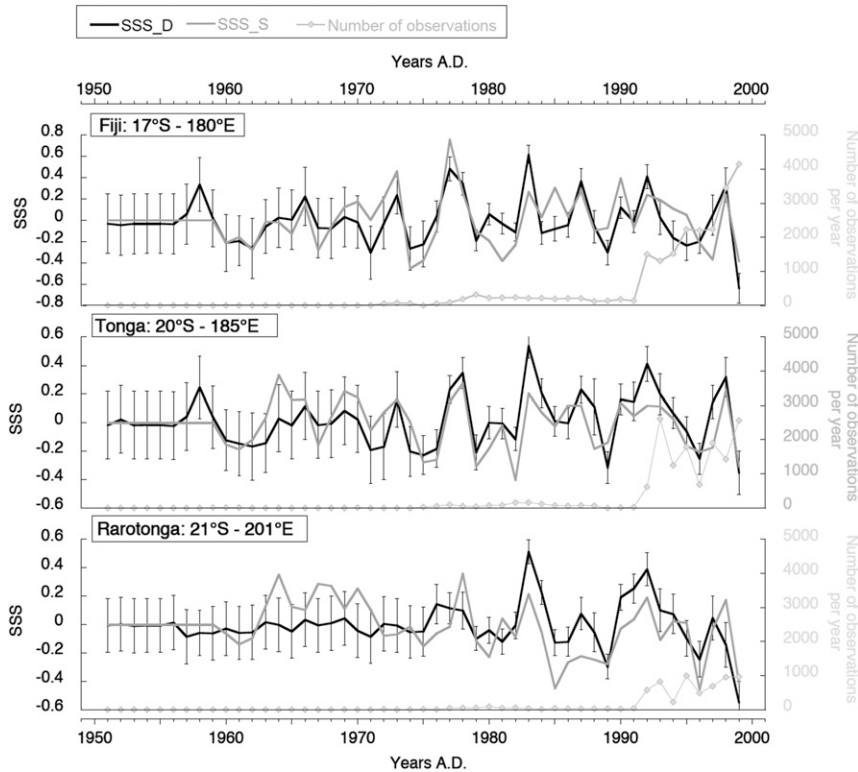 SSS_D SSS_S Number of observations
Years A.D.
1950 1960 1970 1980 1990 2000
Fiji: 17°S - 180°E
0.8
0.6
0.4
0.2
0
-0.2
-0.4
-0.6
-0.8
SSS
5000
4000
3000
2000
1000
0
Number of observations
per year
Tonga: 20°S - 185°E
0.6
0.4
0.2
0
-0.2
-0.4
-0.6
SSS
5000
4000
3000
2000
1000
0
Number of observations
per year
Rarotonga: 21°S - 201°E
0.6
0.4
0.2
0
-0.2
-0.4
-0.6
SSS
5000
4000
3000
2000
1000
0
Number of observations
per year
1950 1960 1970 1980 1990 2000
Years A.D.